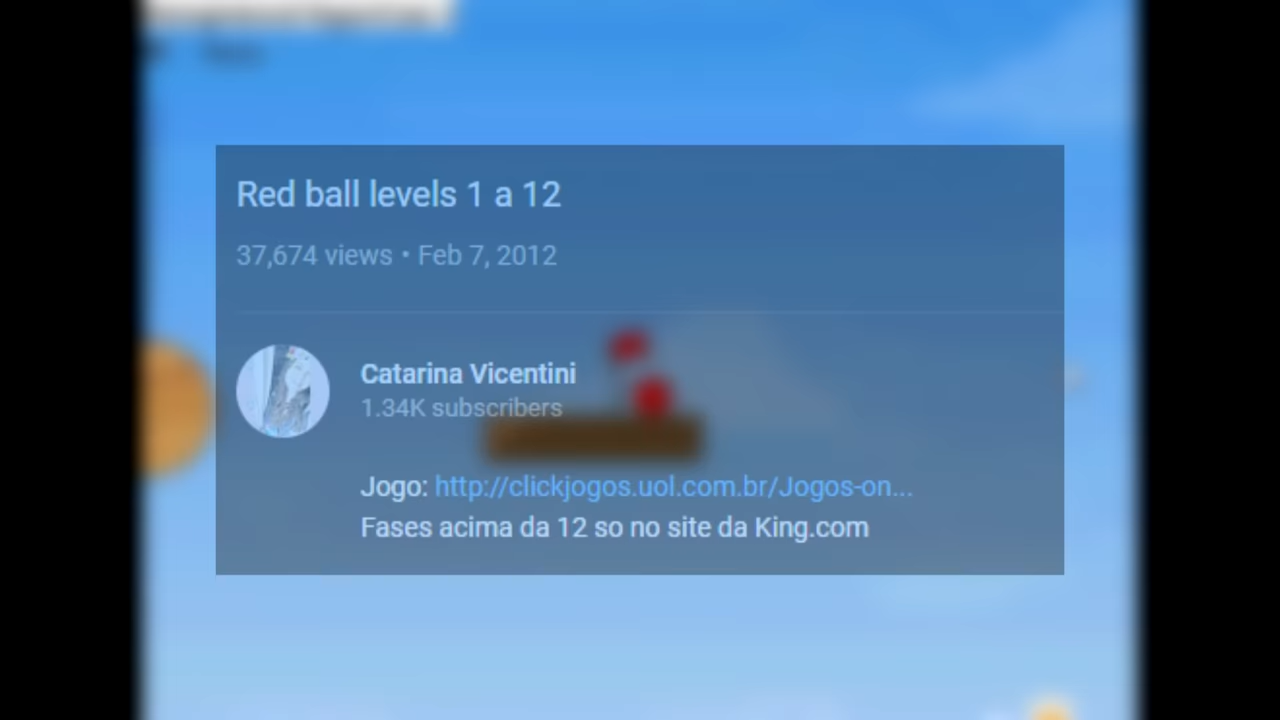 Red ball levels 1 a 12
37,674 views • Feb 7, 2012
Catarina Vicentini
1.34K subscribers
Jogo: http://clickjogos.uol.com.br/Jogos-on...
Fases acima da 12 so no site da King.com